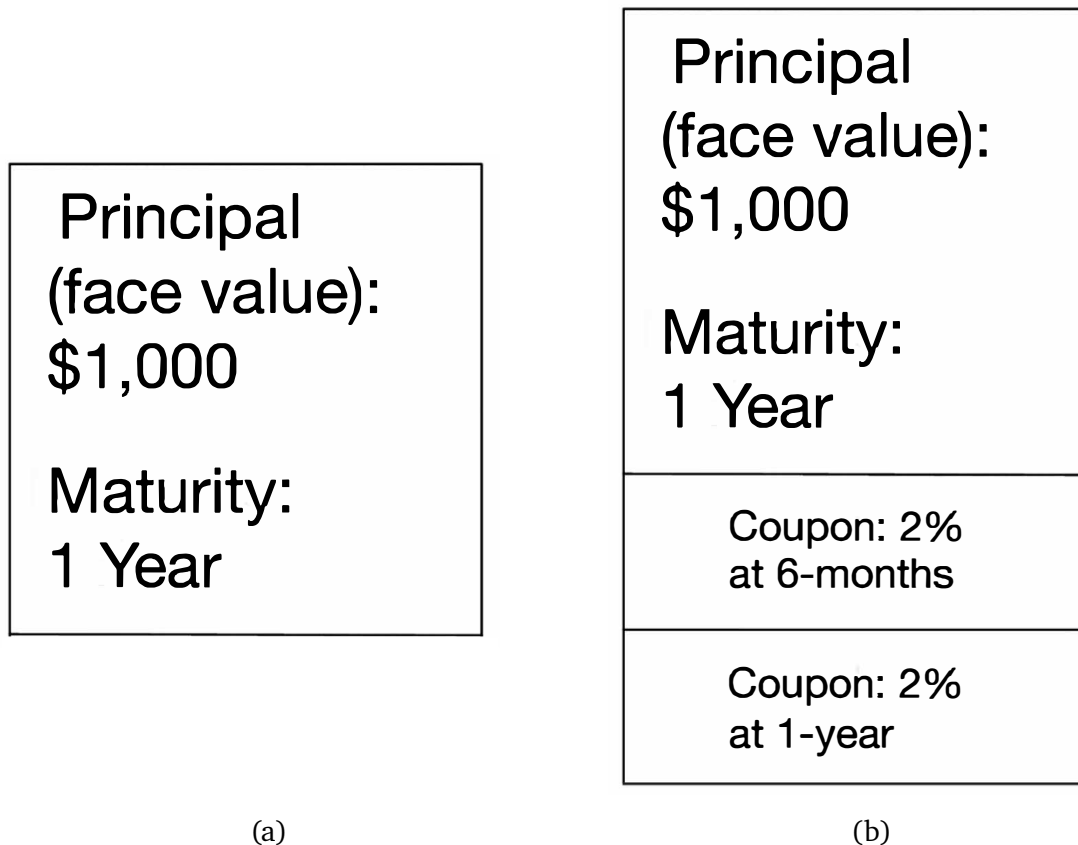 Principal
(face value):
$1,000
Maturity:
1 Year
(a)
Principal
(face value):
$1,000
Maturity:
1 Year
Coupon: 2%
at 6-months
Coupon: 2%
at 1-year
(b)